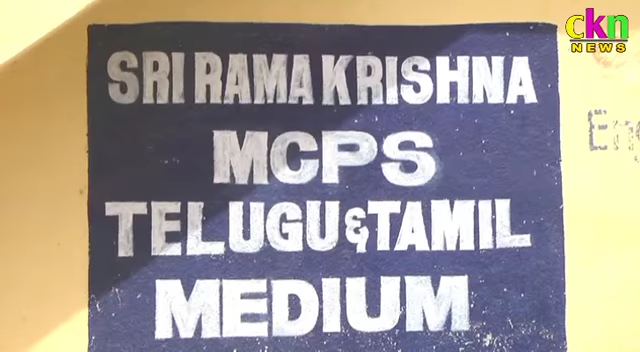 ckn
NEWS
SRI RAMA KRISHNA
MCPS
TELUGU & TAMIL
MEDIUM